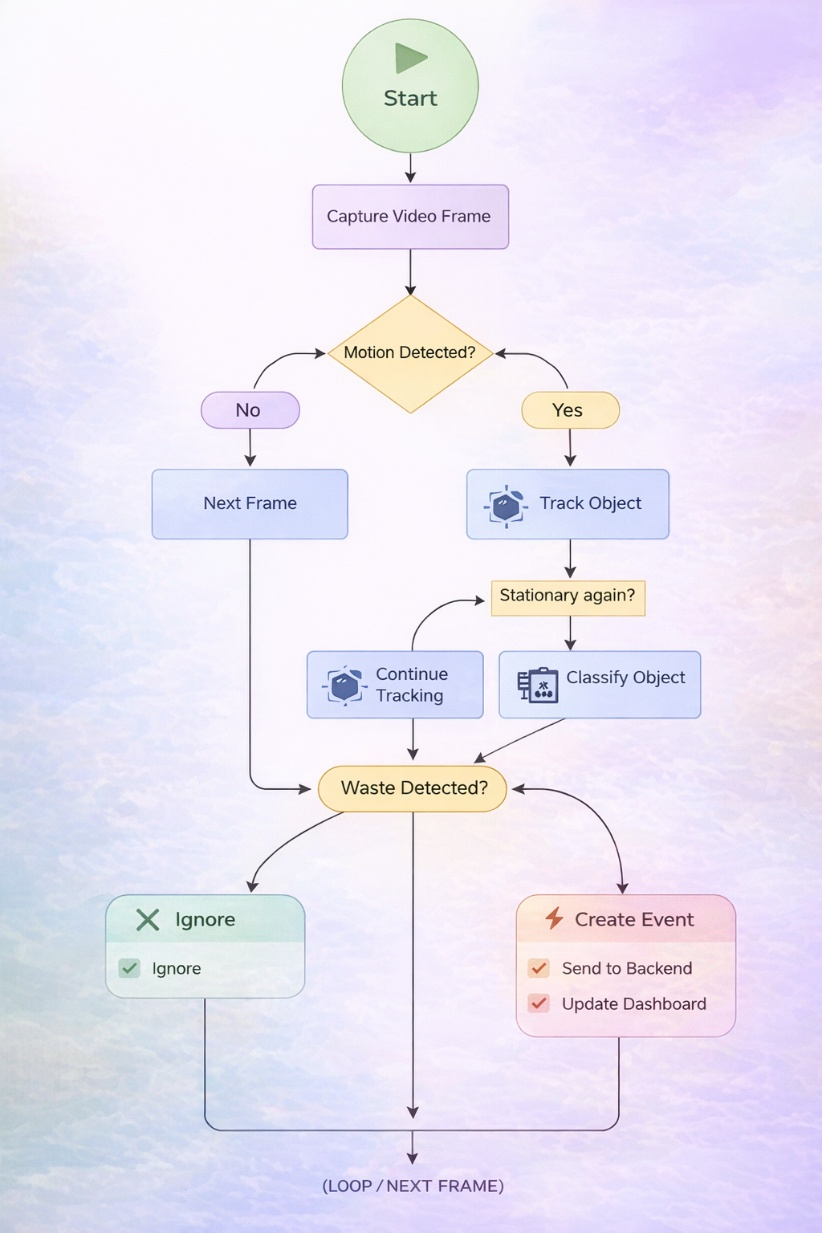 Start
Capture Video Frame
Motion Detected?
No
Yes
Next Frame
Track Object
Stationary again?
Continue
Tracking
Classify Object
Waste Detected?
Ignore
Ignore
Create Event
Send to Backend
Update Dashboard
(LOOP / NEXT FRAME)